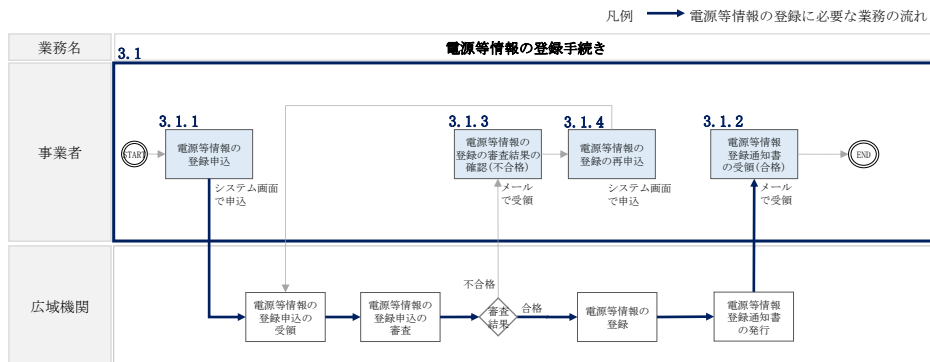 凡例 電源等情報の登録に必要な業務の流れ
業務名
3.1
電源等情報の登録手続き
事業者
START
3.1.1
電源等情報の
登録申込
システム画面
で申込
3.1.3
電源等情報の
登録の審査結果の
確認(不合格)
メール
で受領
3.1.4
電源等情報の
登録の再申込
システム画面
で申込
3.1.2
電源等情報
登録通知書
の受領(合格)
メール
で受領
END
広域機関
電源等情報の
登録申込の
受領
電源等情報の
登録申込の
審査
不合格
審査
結果
合格
電源等情報の
登録
電源等情報
登録通知書
の発行